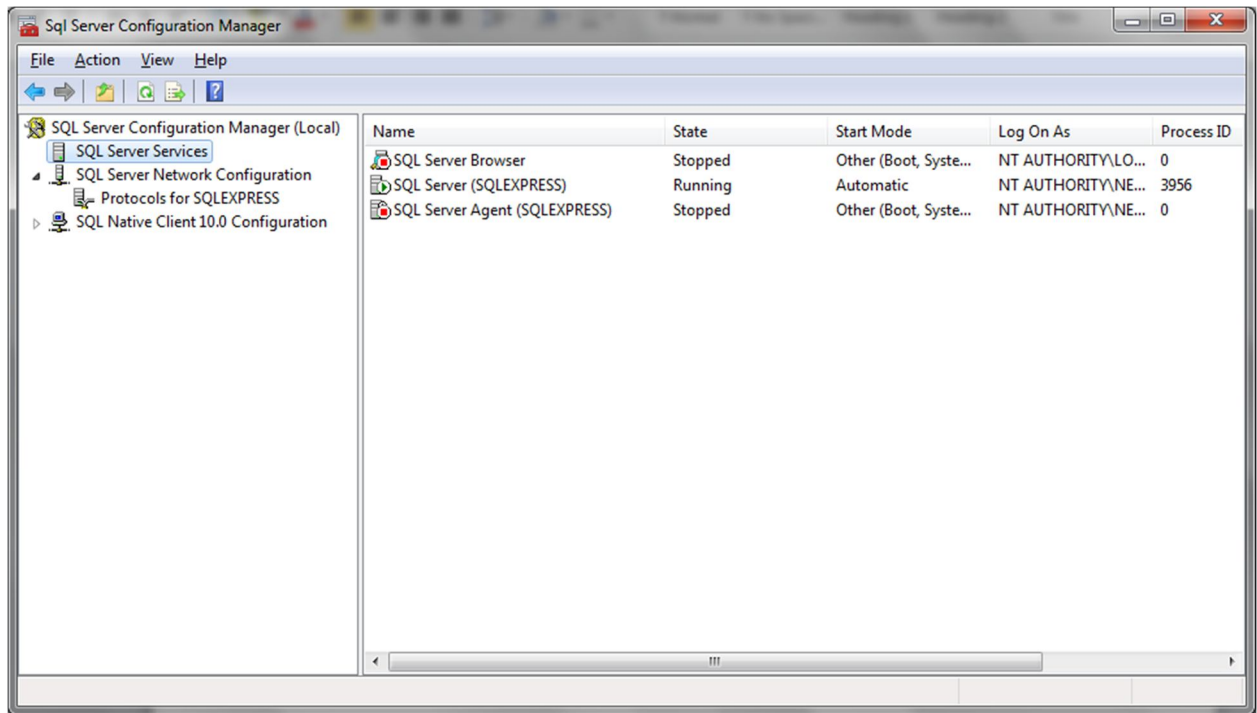 Sql Server Configuration Manager
File Action View Help
SQL Server Configuration Manager (Local)
SQL Server Services
SQL Server Network Configuration
Protocols for SQLEXPRESS
SQL Native Client 10.0 Configuration
Name State Start Mode Log On As Process ID
SQL Server Browser Stopped Other (Boot, Syste... NT AUTHORITY\LO... 0
SQL Server (SQLEXPRESS) Running Automatic NT AUTHORITY\NE... 3956
SQL Server Agent (SQLEXPRESS) Stopped Other (Boot, Syste... NT AUTHORITY\NE... 0